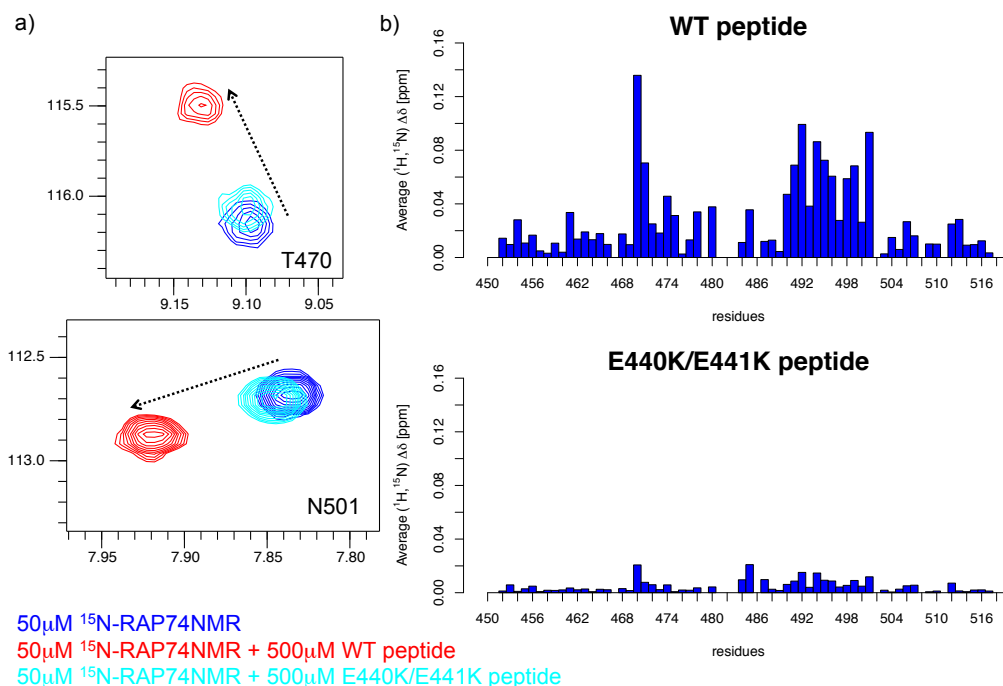 a)
115.5
116.0
T470
9.15 9.10 9.05
112.5
113.0
N501
7.95 7.90 7.85 7.80
50μM ¹⁵N-RAP74NMR
50μM ¹⁵N-RAP74NMR + 500μM WT peptide
50μM ¹⁵N-RAP74NMR + 500μM E440K/E441K peptide
b)
WT peptide
Average (¹H,¹⁵N) Δδ [ppm]
0.00 0.04 0.08 0.12 0.16
450 456 462 468 474 480 486 492 498 504 510 516
residues
E440K/E441K peptide
Average (¹H,¹⁵N) Δδ [ppm]
0.00 0.04 0.08 0.12 0.16
450 456 462 468 474 480 486 492 498 504 510 516
residues